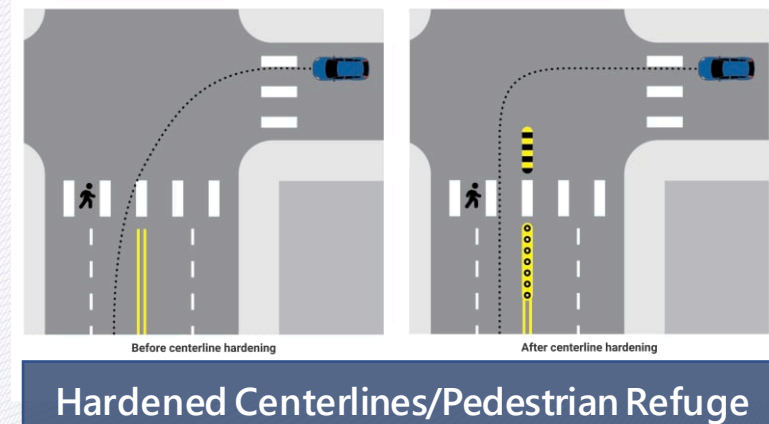 Before centerline hardening
After centerline hardening
Hardened Centerlines/Pedestrian Refuge